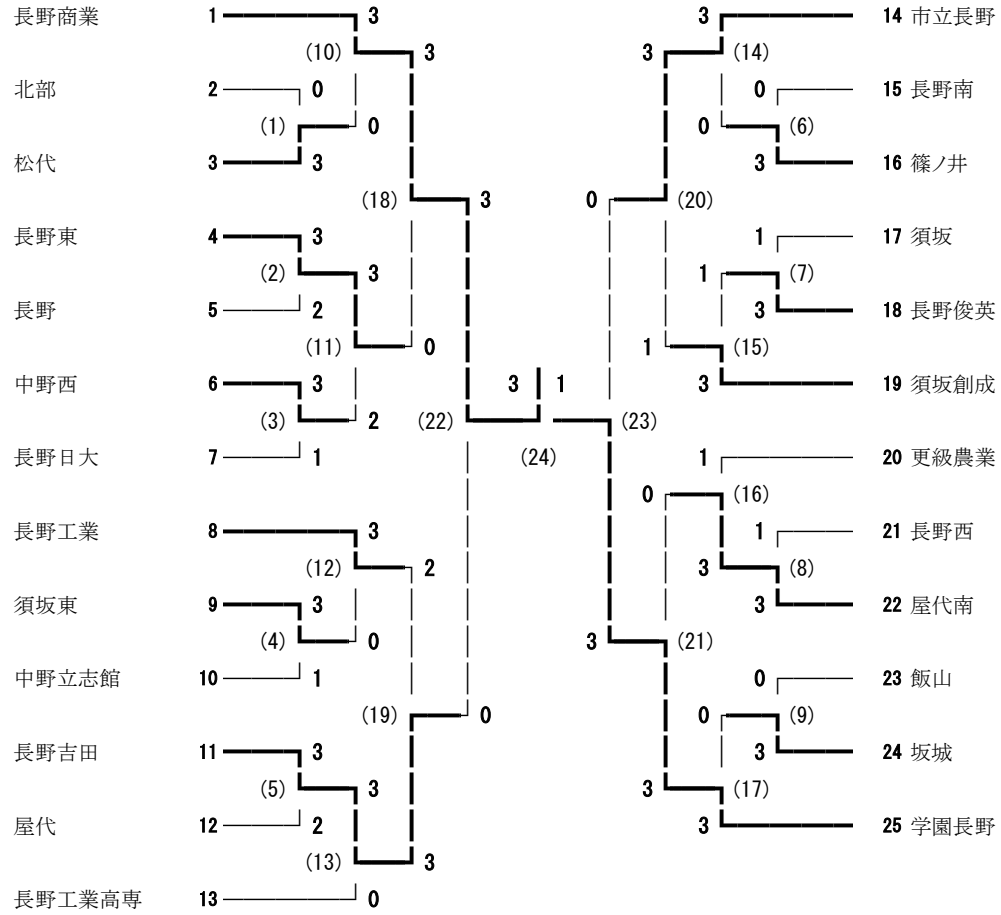 長野商業 1 3 3 14 市立長野
(10) 3 3 (14)
北部 2 0 0 15 長野南
(1) 0 0 (6)
松代 3 3 3 16 篠ノ井
(18) 3 0 (20)
長野東 4 3 1 17 須坂
(2) 3 1 (7)
長野 5 2 3 18 長野俊英
(11) 0 1 (15)
中野西 6 3 3 1 3 19 須坂創成
(3) 2 (22) (23)
長野日大 7 1 (24) 1 20 更級農業
0 (16)
長野工業 8 3 1 21 長野西
(12) 2 3 (8)
須坂東 9 3 3 22 屋代南
(4) 0 3 (21)
中野立志館 10 1 0 23 飯山
(19) 0 0 (9)
長野吉田 11 3 3 24 坂城
(5) 3 3 (17)
屋代 12 2 3 25 学園長野
(13) 3
長野工業高専 13 0